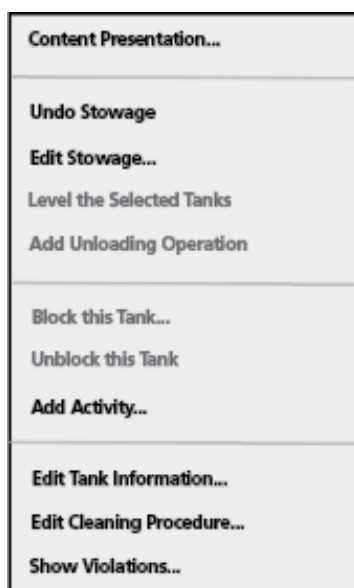 Content Presentation...
Undo Stowage
Edit Stowage...
Level the Selected Tanks
Add Unloading Operation
Block this Tank...
Unblock this Tank
Add Activity...
Edit Tank Information...
Edit Cleaning Procedure...
Show Violations...